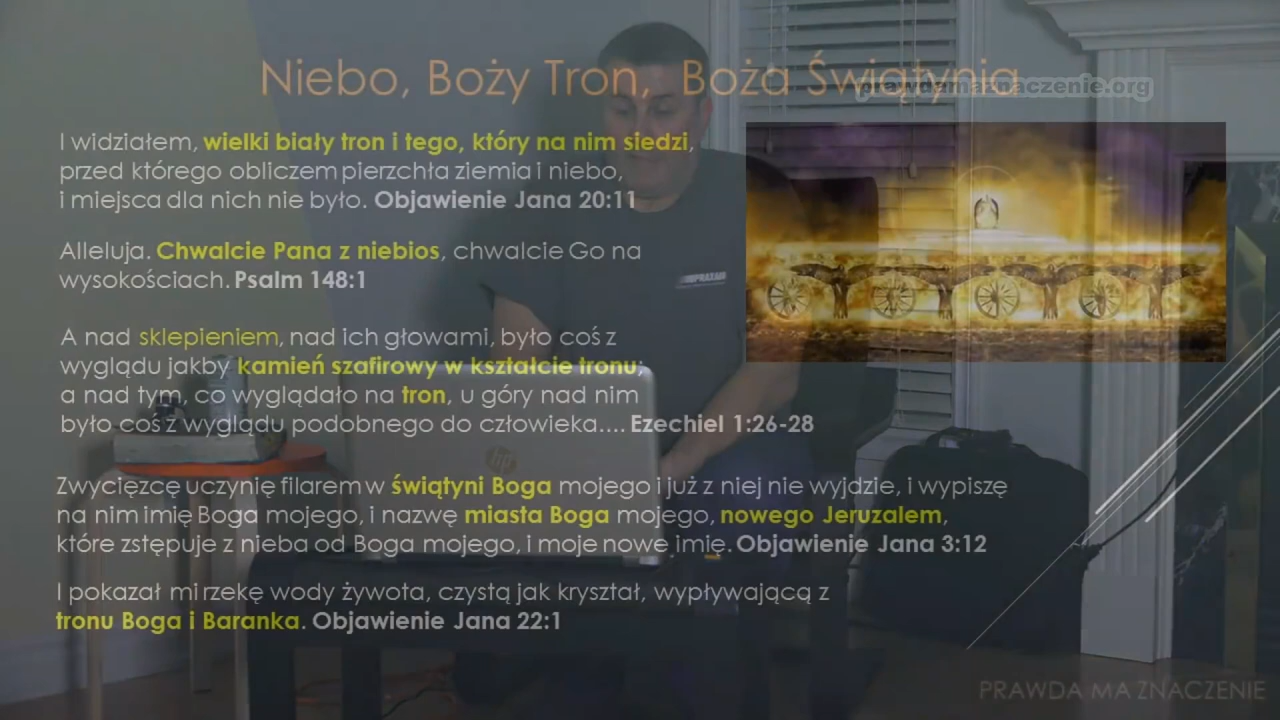 Niebo, Boży Tron, Boża Świątynia
prawdamaznaczenie.org
I widziałem, wielki biały tron i tego, który na nim siedzi,
przed którego obliczem pierzchła ziemia i niebo,
i miejsca dla nich nie było. Objawienie Jana 20:11
Alleluja. Chwalcie Pana z niebios, chwalcie Go na
wysokościach. Psalm 148:1
A nad sklepieniem, nad ich głowami, było coś z
wyglądu jakby kamień szafirowy w kształcie tronu;
a nad tym, co wyglądało na tron, u góry nad nim
było coś z wyglądu podobnego do człowieka.... Ezechiel 1:26-28
Zwycięzcę uczynię filarem w świątyni Boga mojego i już z niej nie wyjdzie, i wypiszę
na nim imię Boga mojego, i nazwę miasta Boga mojego, nowego Jeruzalem,
które zstępuje z nieba od Boga mojego, i moje nowe imię. Objawienie Jana 3:12
I pokazał mi rzekę wody żywota, czystą jak kryształ, wypływającą z
tronu Boga i Baranka. Objawienie Jana 22:1
hp
PRAWDA MA ZNACZENIE